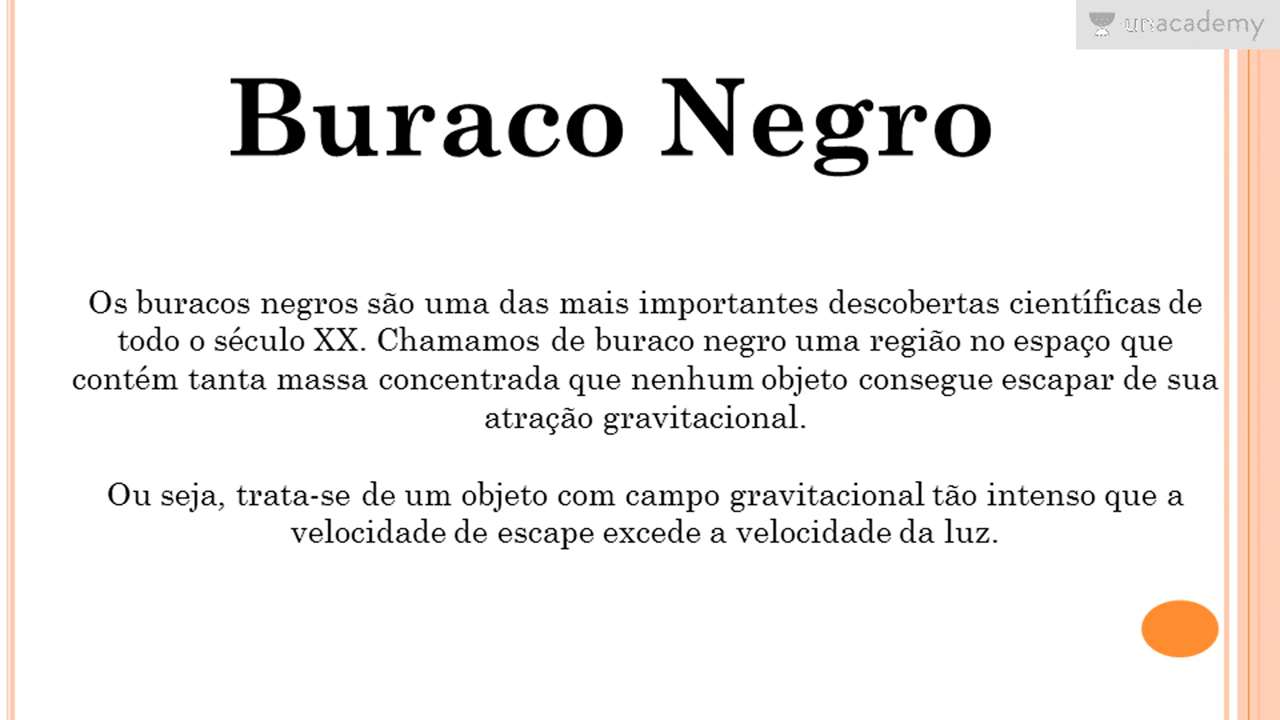 unacademy
Buraco Negro
Os buracos negros são uma das mais importantes descobertas científicas de
todo o século XX. Chamamos de buraco negro uma região no espaço que
contém tanta massa concentrada que nenhum objeto consegue escapar de sua
atração gravitacional.
Ou seja, trata-se de um objeto com campo gravitacional tão intenso que a
velocidade de escape excede a velocidade da luz.